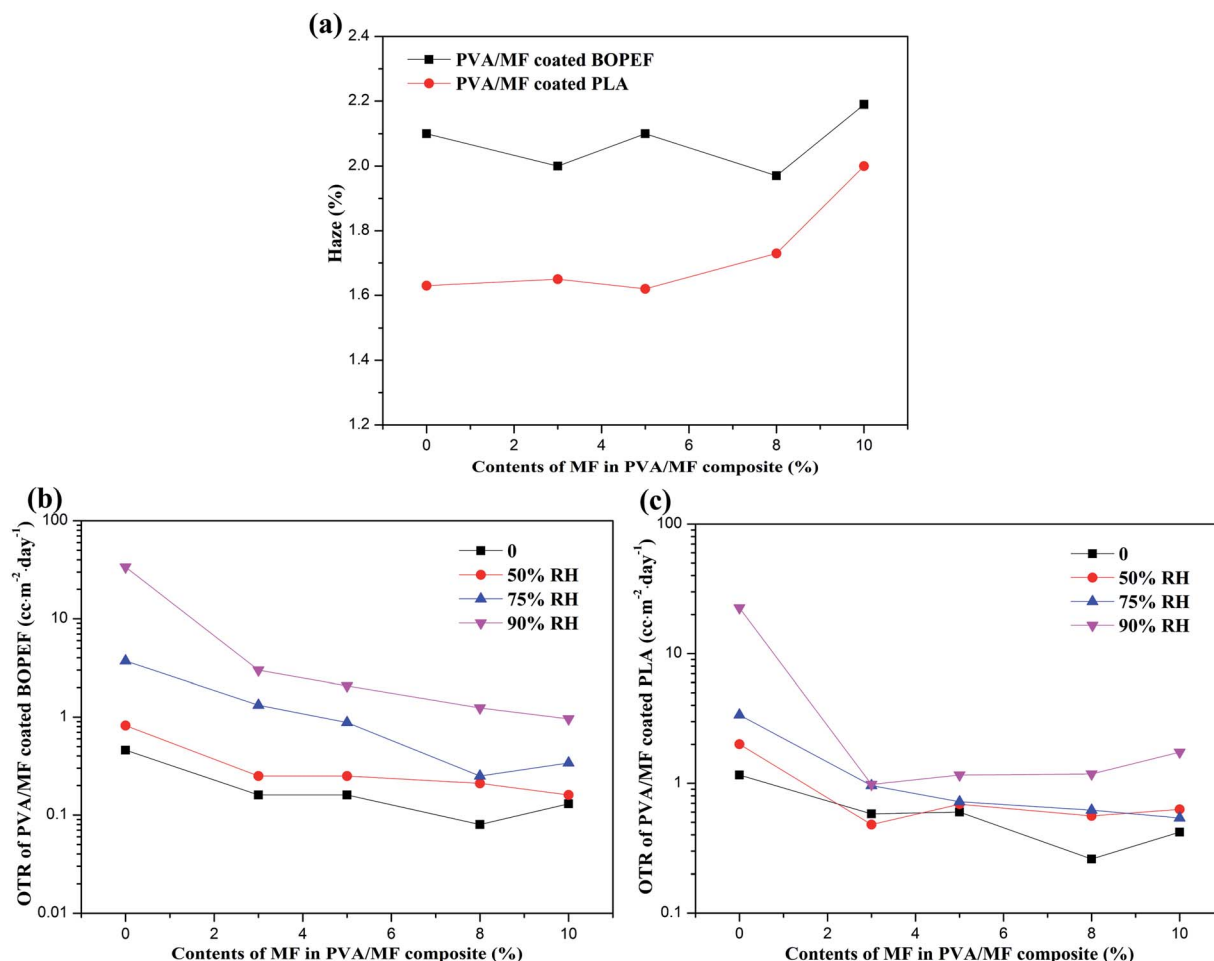 (a)
2.4
2.2
2.0
1.8
1.6
1.4
1.2
Haze (%)
PVA/MF coated BOPEF
PVA/MF coated PLA
0 2 4 6 8 10
Contents of MF in PVA/MF composite (%)
(b)
100
10
1
0.1
0.01
OTR of PVA/MF coated BOPEF (cc·m⁻²·day⁻¹)
0
50% RH
75% RH
90% RH
0 2 4 6 8 10
Contents of MF in PVA/MF composite (%)
(c)
100
10
1
0.1
OTR of PVA/MF coated PLA (cc·m⁻²·day⁻¹)
0
50% RH
75% RH
90% RH
0 2 4 6 8 10
Contents of MF in PVA/MF composite (%)